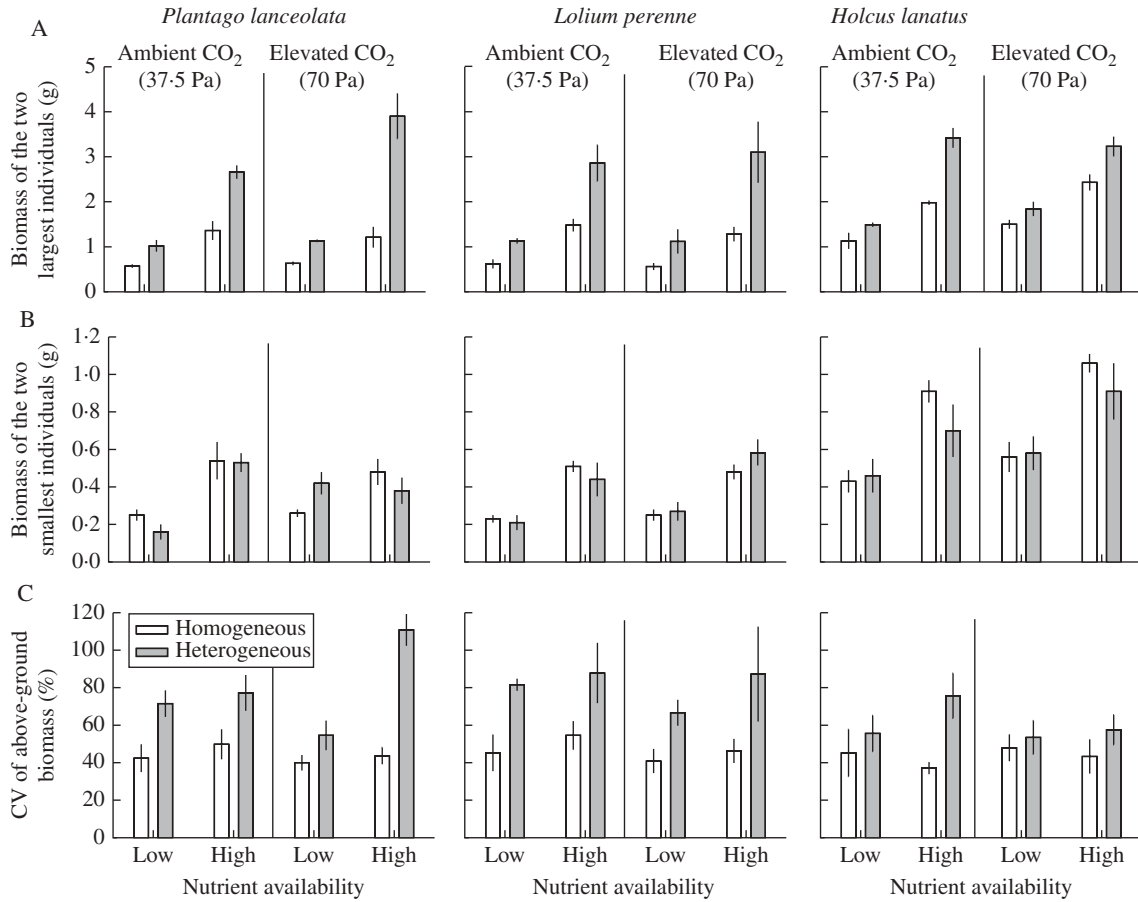 Plantago lanceolata
Lolium perenne
Holcus lanatus
A
Ambient CO2
(37·5 Pa)
Elevated CO2
(70 Pa)
Ambient CO2
(37·5 Pa)
Elevated CO2
(70 Pa)
Ambient CO2
(37·5 Pa)
Elevated CO2
(70 Pa)
Biomass of the two
largest individuals (g)
5
4
3
2
1
0
B
Biomass of the two
smallest individuals (g)
1·2
1·0
0·8
0·6
0·4
0·2
0·0
C
CV of above-ground
biomass (%)
120
100
80
60
40
20
0
Homogeneous
Heterogeneous
Low High Low High
Low High Low High
Low High Low High
Nutrient availability
Nutrient availability
Nutrient availability